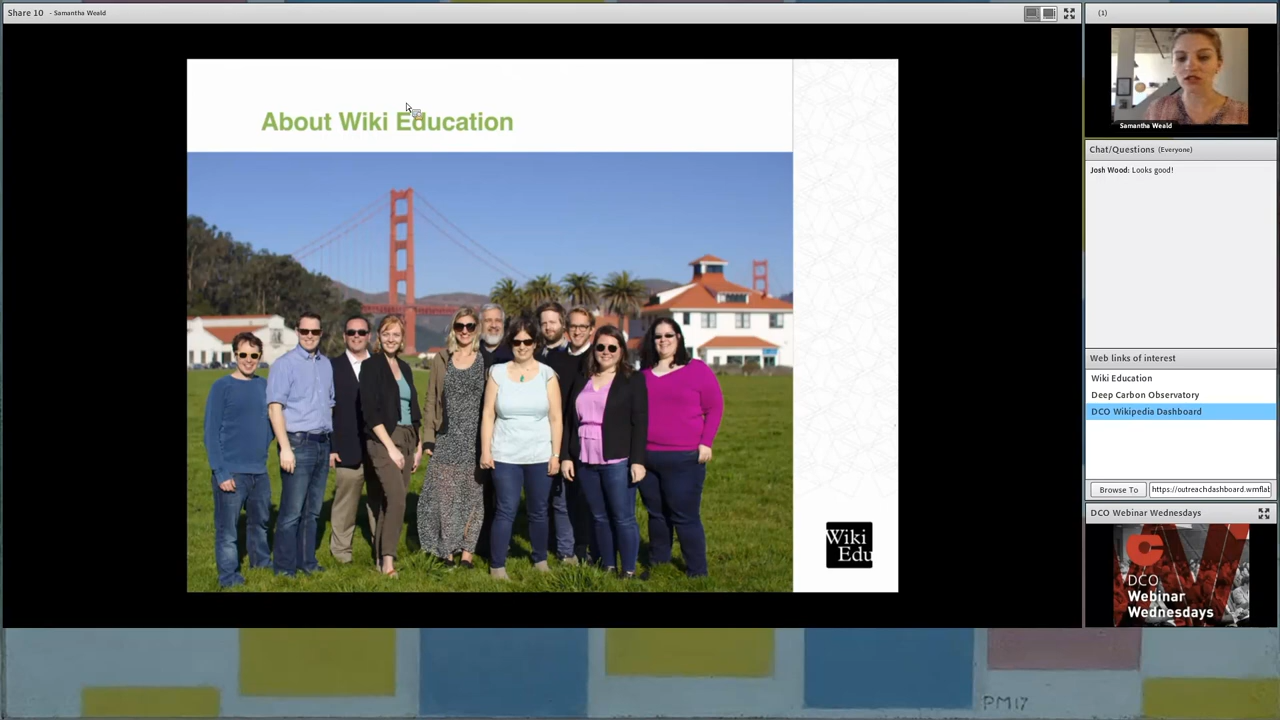 Share 10 - Samantha Weald
About Wiki Education
Wiki
Edu
(1)
Samantha Weald
Chat/Questions (Everyone)
Josh Wood: Looks good!
Web links of interest
Wiki Education
Deep Carbon Observatory
DCO Wikipedia Dashboard
Browse To
https://outreachdashboard.wmflab
DCO Webinar Wednesdays
DCO
Webinar
Wednesdays
PM17